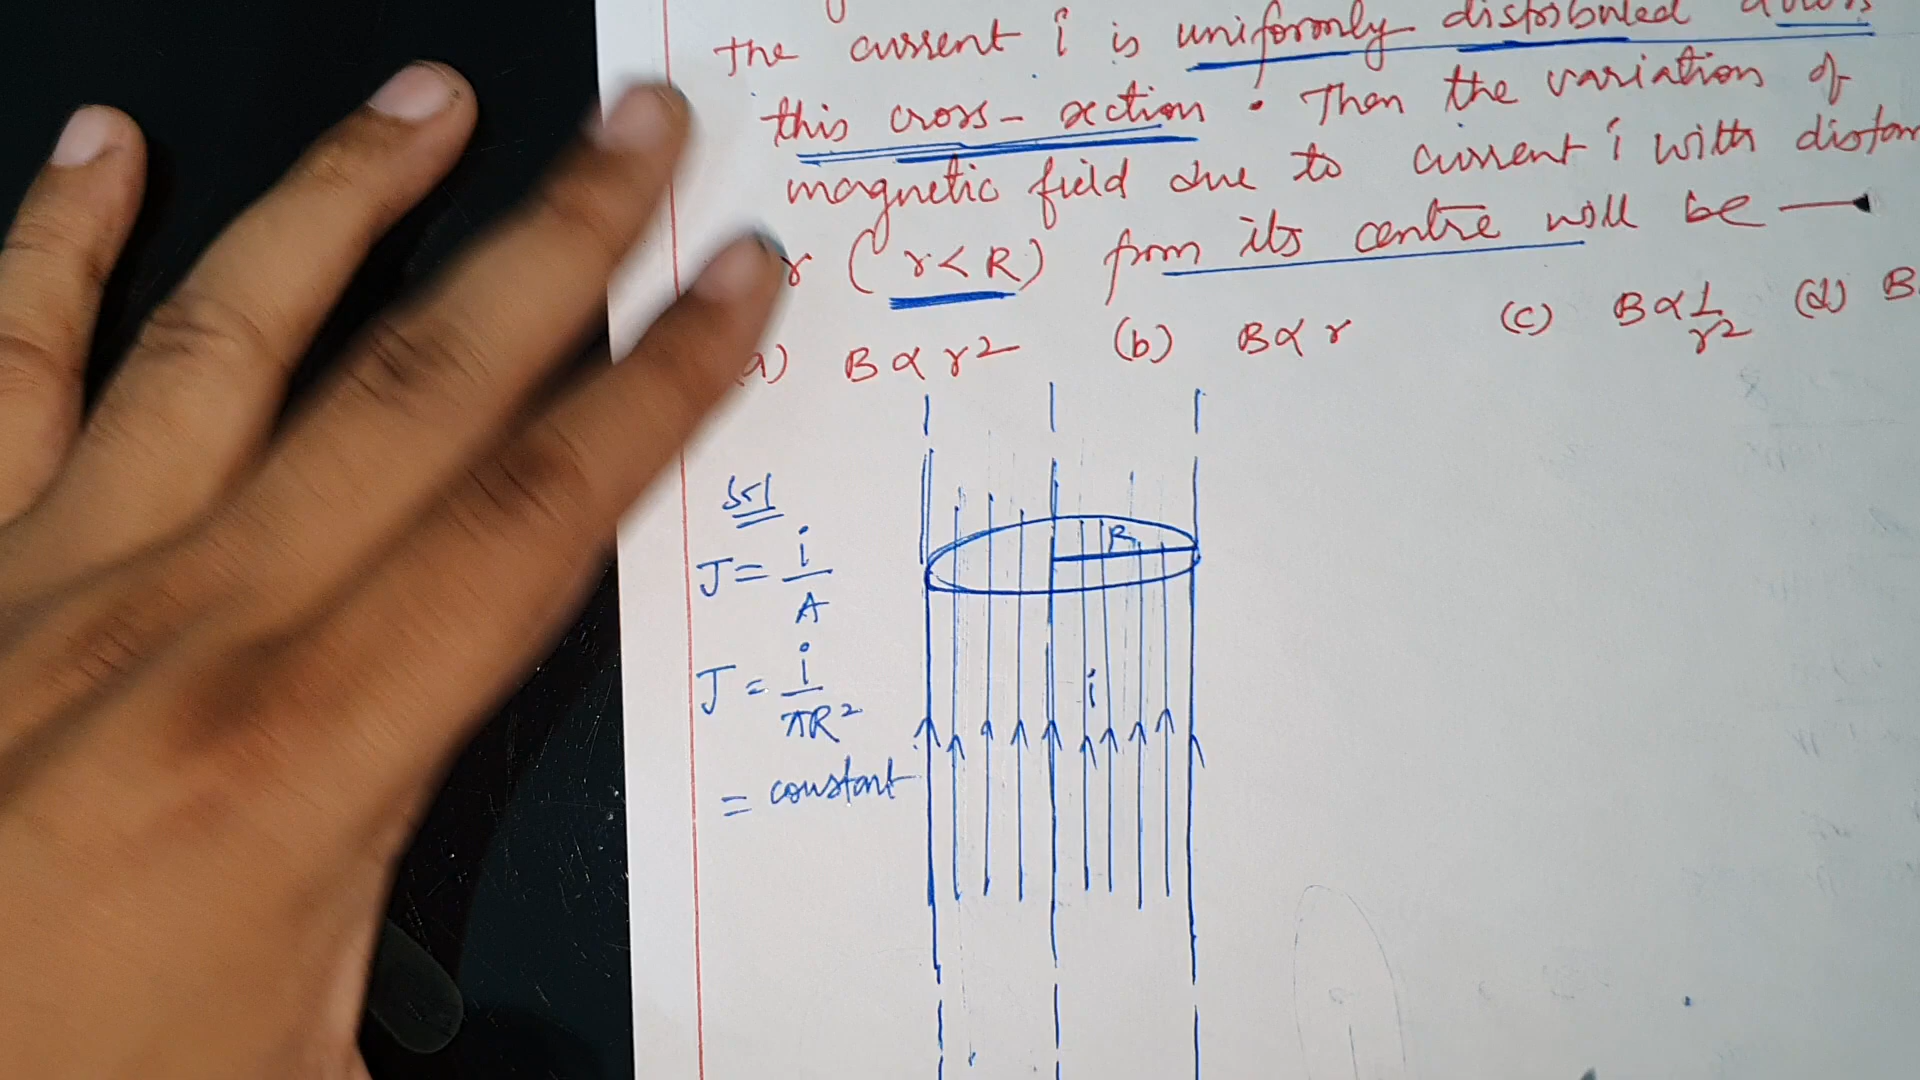 the current i is uniformly distributed across
this cross-section. Then the variation of
magnetic field due to current i with
r (r<R) from its centre will be —
a) B ∝ r² (b) B ∝ r (c) B ∝ 1/r² (d) B
Sol
J = i/A
J = i/πR²
= constant
R
i